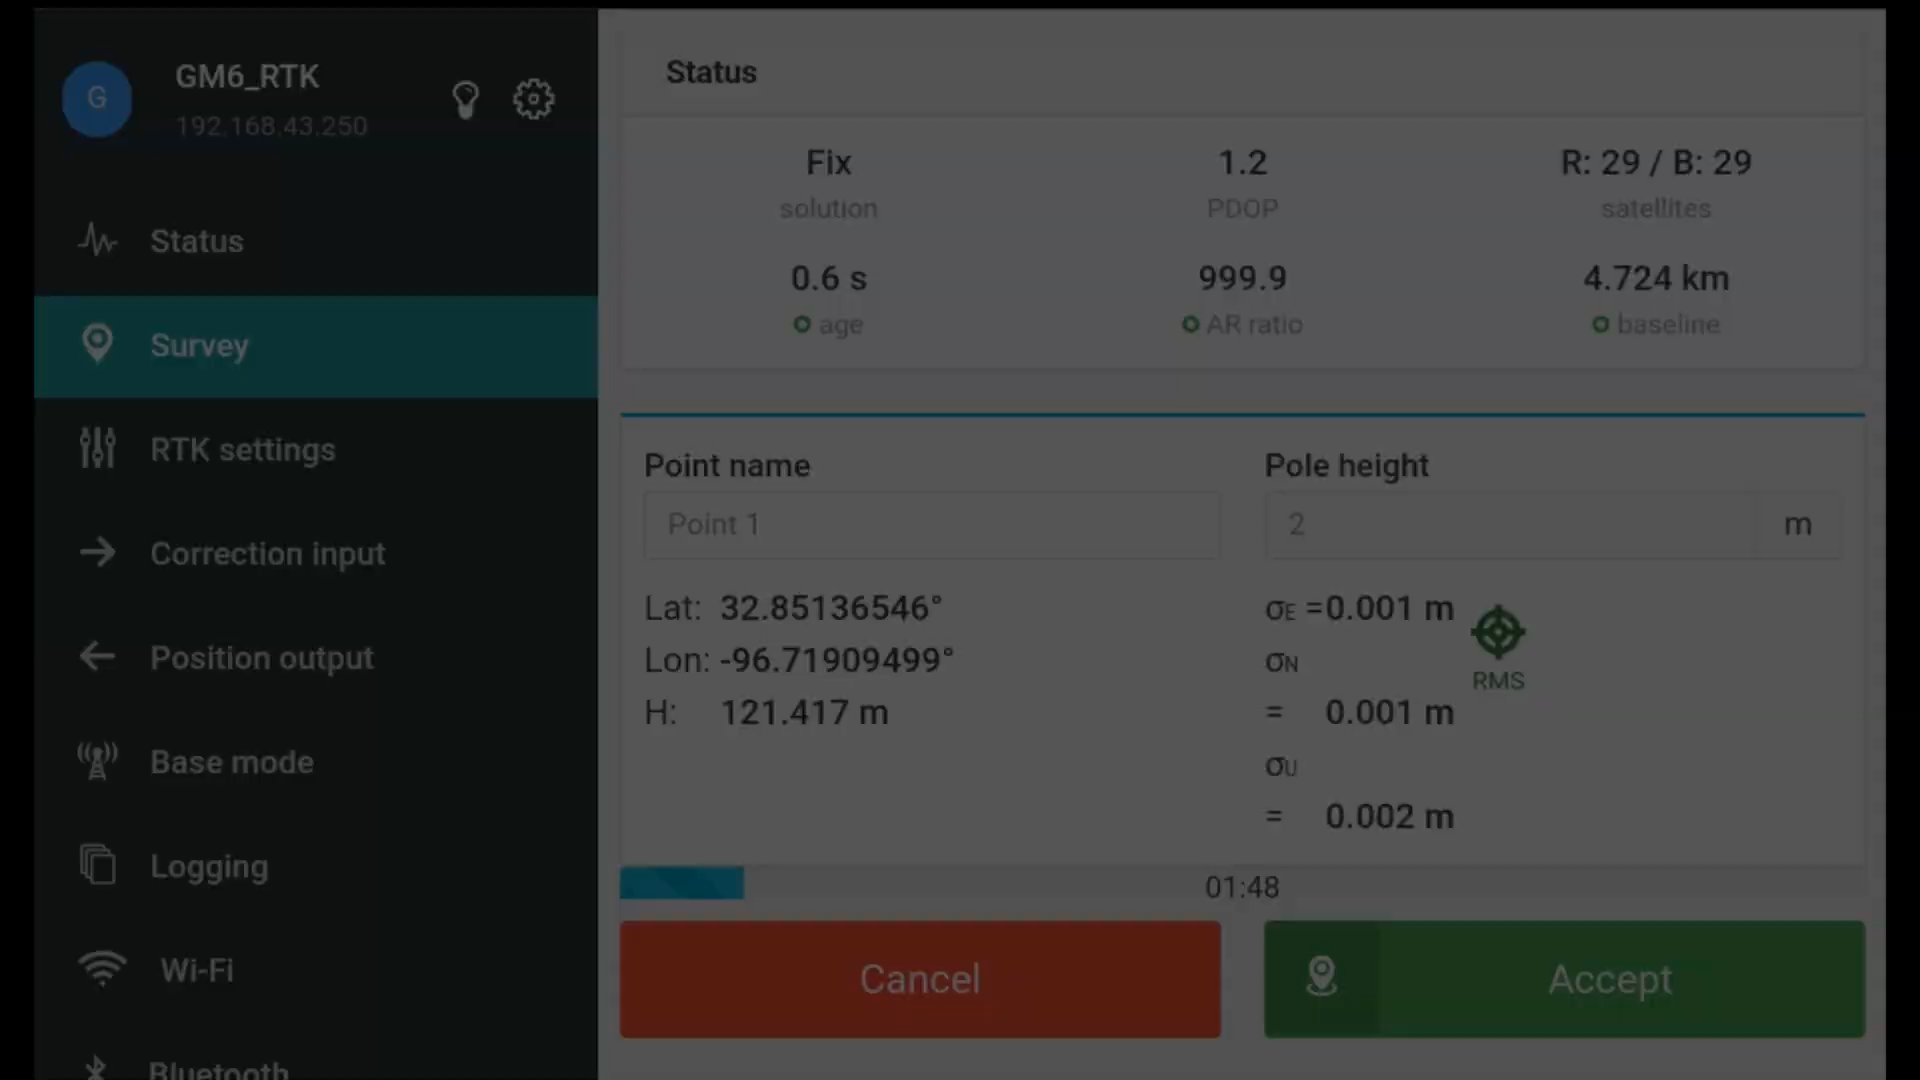 G
GM6_RTK
192.168.43.250
Status
Survey
RTK settings
Correction input
Position output
Base mode
Logging
Wi-Fi
Bluetooth
Status
Fix
solution
1.2
PDOP
R: 29 / B: 29
satellites
0.6 s
age
999.9
AR ratio
4.724 km
baseline
Point name
Point 1
Pole height
2 m
Lat: 32.85136546°
Lon: -96.71909499°
H: 121.417 m
σE =0.001 m
σN
= 0.001 m
σU
= 0.002 m
RMS
01:48
Cancel
Accept